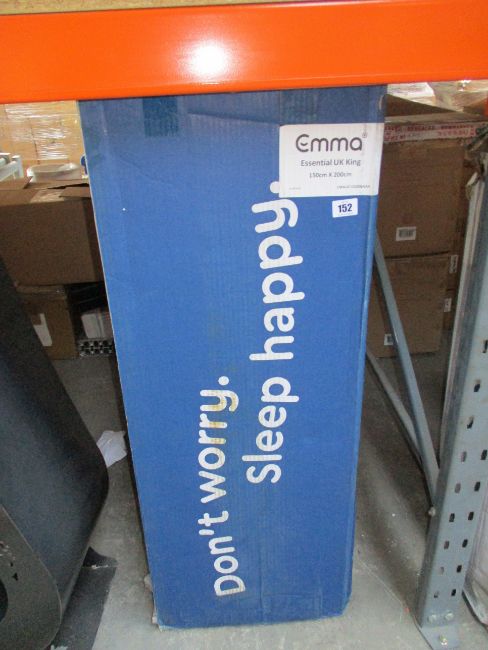 Emma®
Essential UK King
150cm X 200cm
152
Don't worry.
Sleep happy.